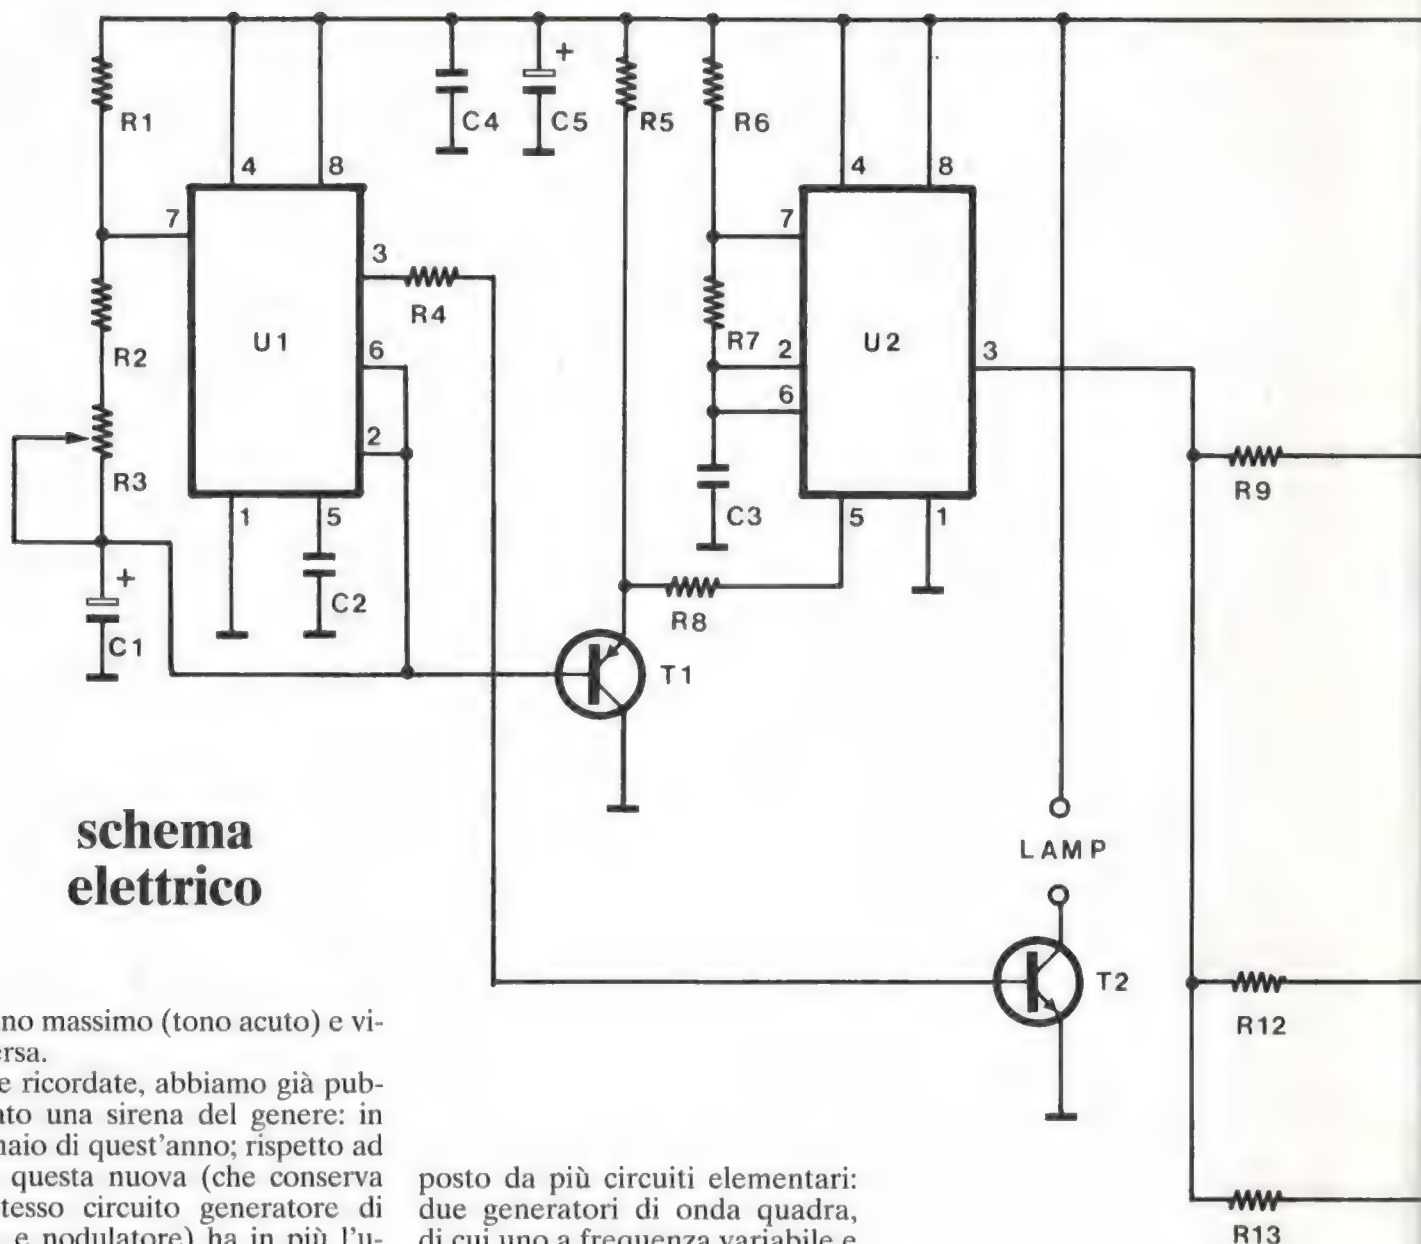 R1
C4
C5
R5
R6
4
8
4
8
7
7
3
R4
U1
R2
6
R7
2
U2
3
6
2
R3
R9
1
5
C3
5
1
+
+
C2
R8
C1
T1
schema
elettrico
LAMP
T2
R12
R13
no massimo (tono acuto) e vi-
ersa.
e ricordate, abbiamo già pub-
ato una sirena del genere: in
naio di quest'anno; rispetto ad
questa nuova (che conserva
tesso circuito generatore di
e nodulatore) ha in più l'u-
posto da più circuiti elementari:
due generatori di onda quadra,
di cui uno a frequenza variabile e